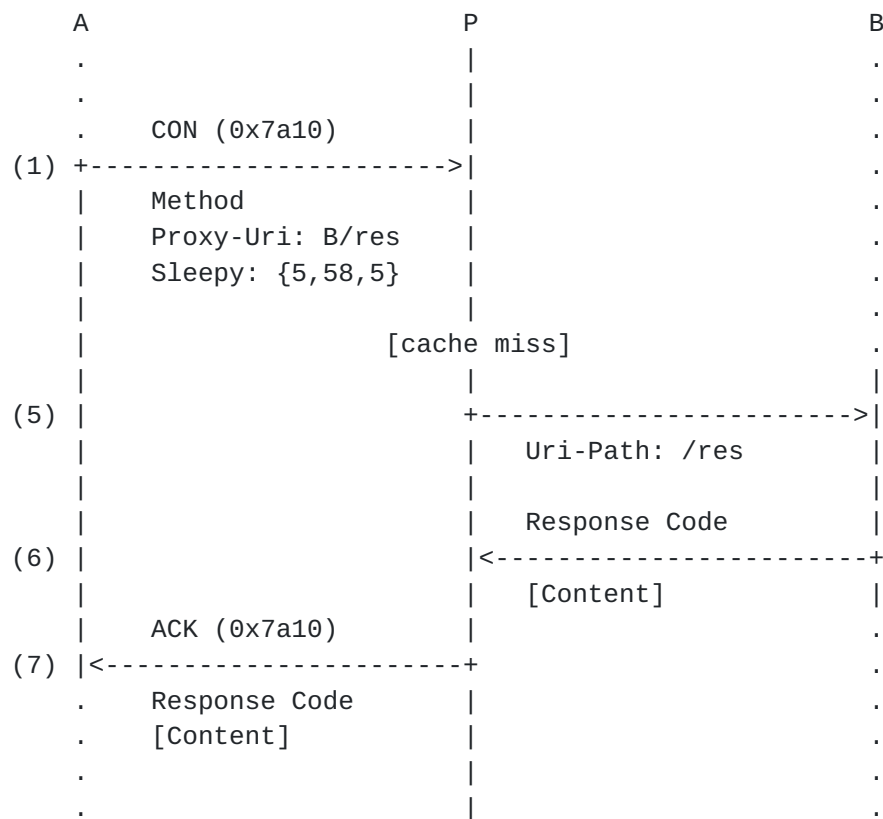 A                        P                         B
    .                        |                         .
    .                        |                         .
    .    CON (0x7a10)        |                         .
(1) +----------------------->|                         .
    |    Method              |                         .
    |    Proxy-Uri: B/res    |                         .
    |    Sleepy: {5,58,5}    |                         .
    |                        |                         .
    |                   [cache miss]                   .
    |                        |                         |
(5) |                        +------------------------>|
    |                        |   Uri-Path: /res        |
    |                        |                         |
    |                        |   Response Code         |
(6) |                        |<------------------------+
    |                        |   [Content]             |
    |    ACK (0x7a10)        |                         .
(7) |<-----------------------+                         .
    .    Response Code       |                         .
    .    [Content]           |                         .
    .                        |                         .
    .                        |                         .